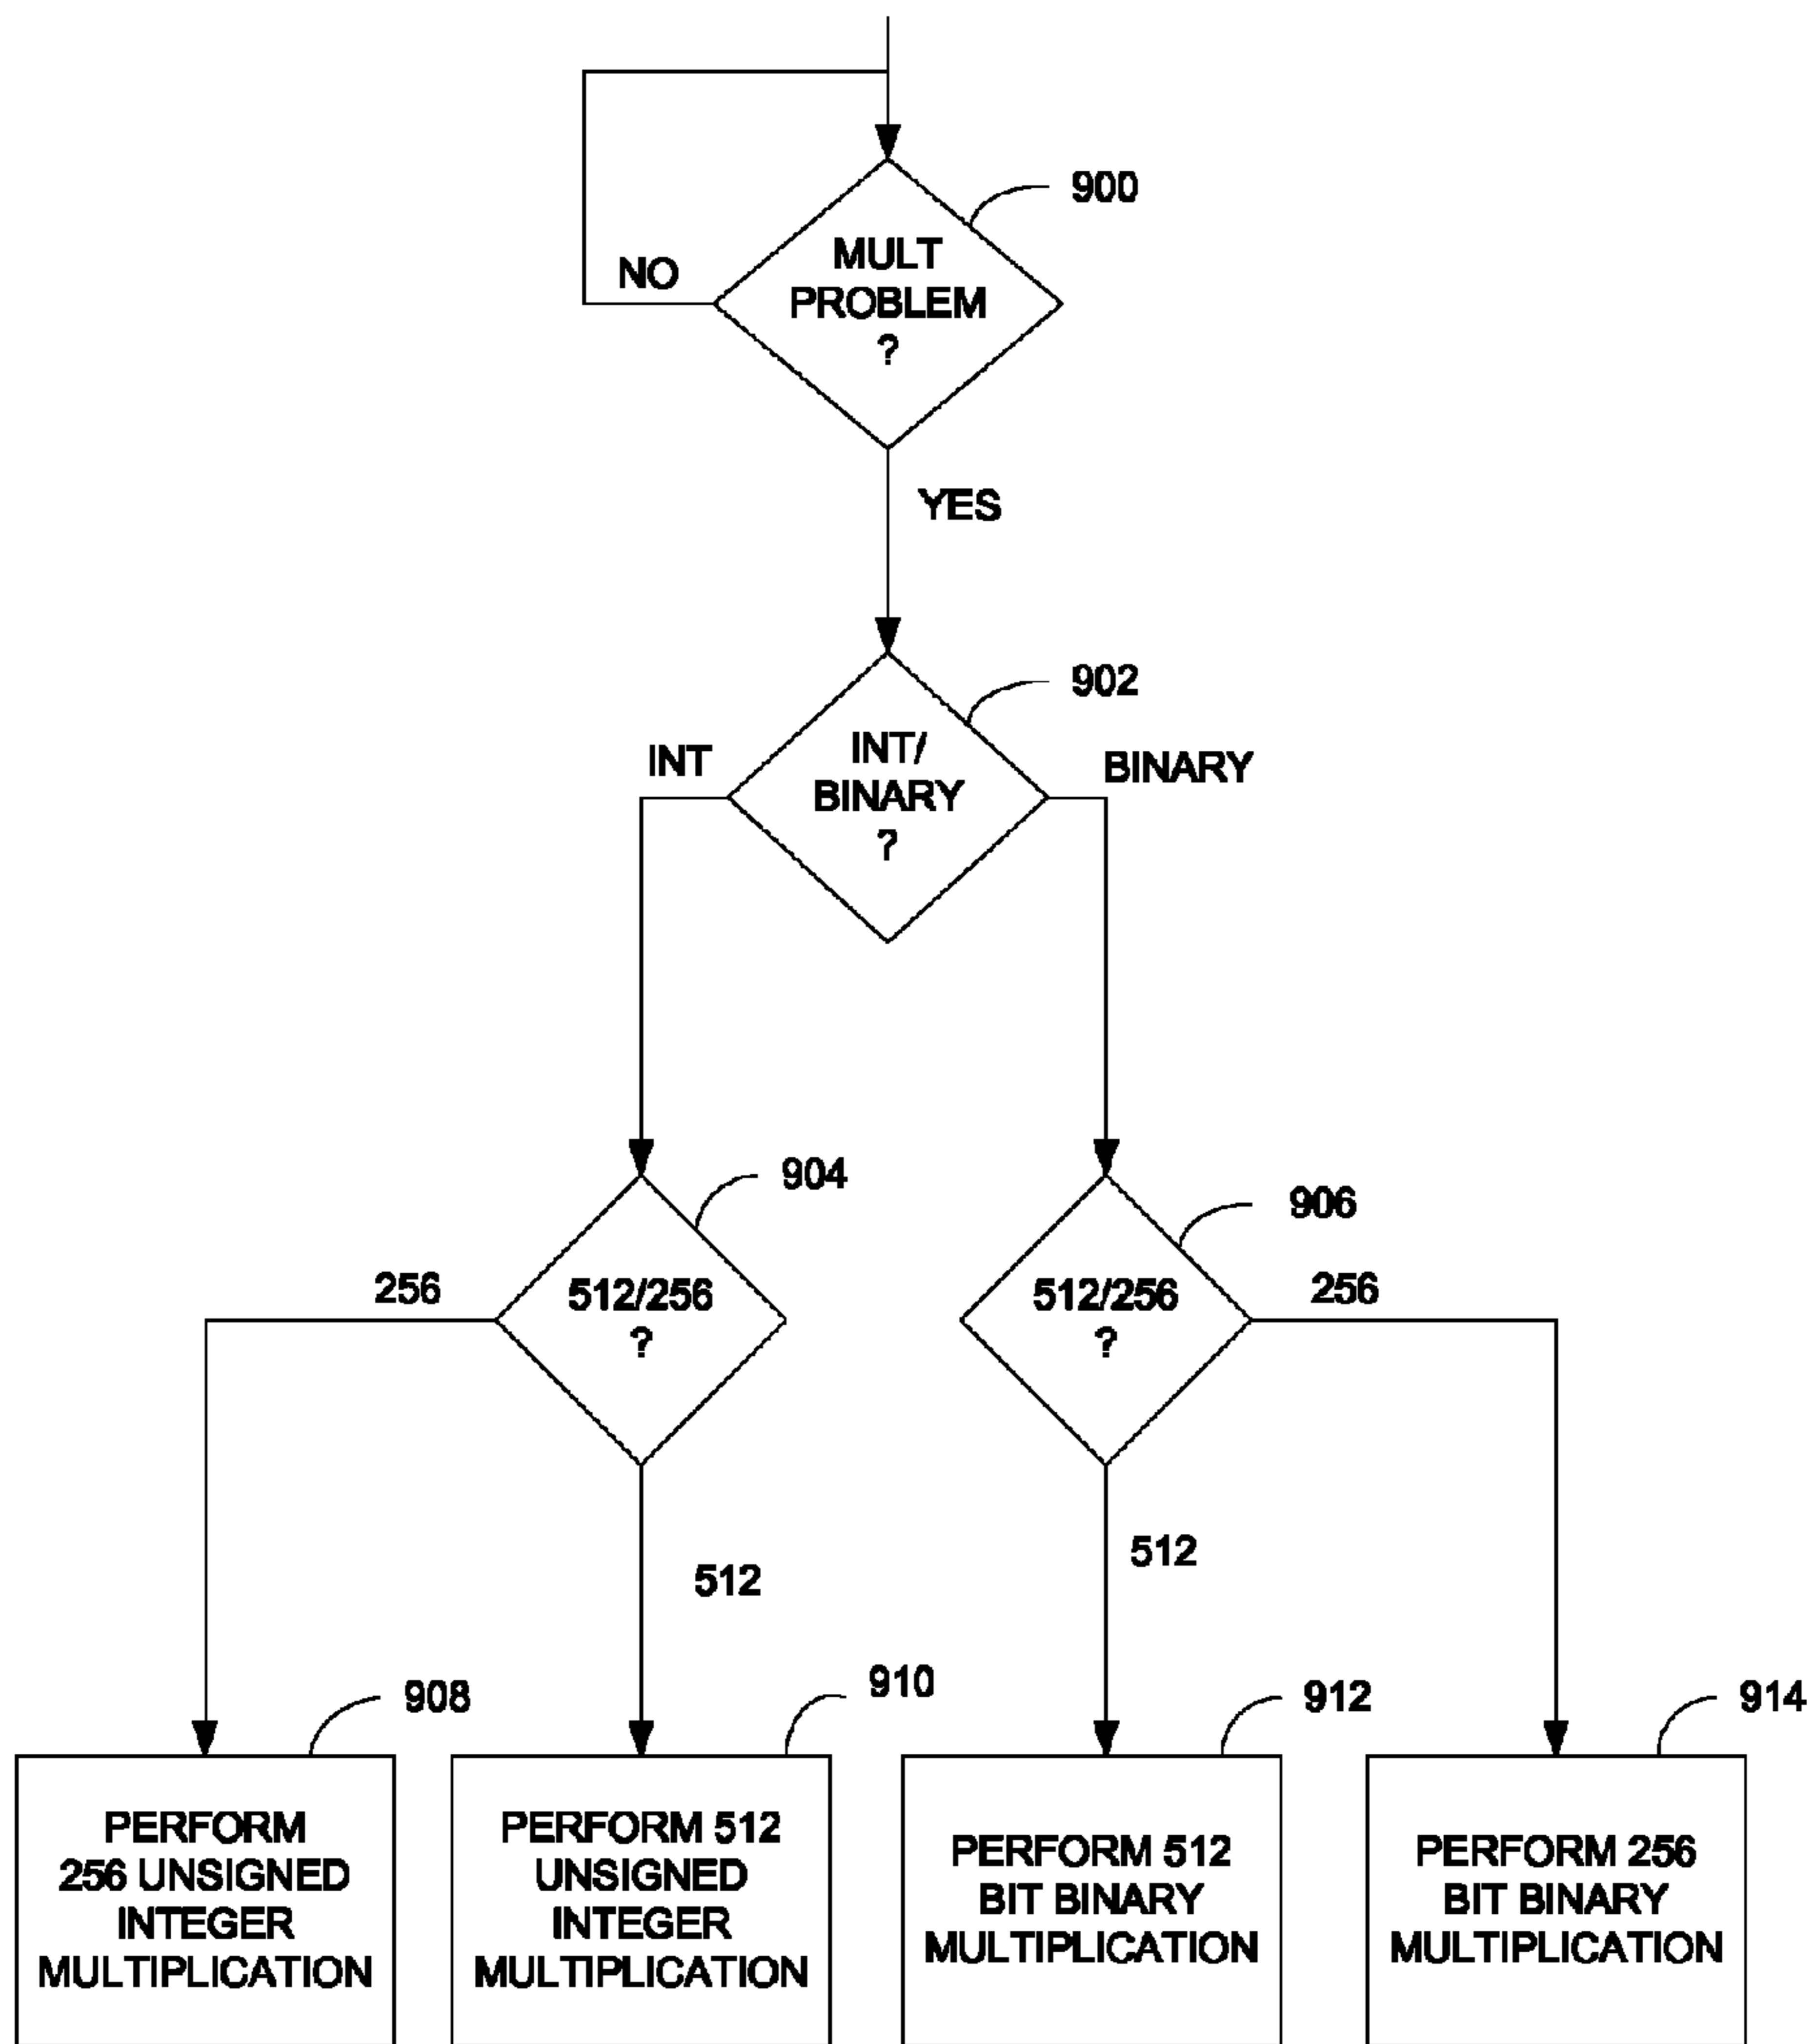 900
MULT
PROBLEM
?
NO
YES
902
INT/
BINARY
?
INT
BINARY
904
906
512/256
?
256
512/256
?
256
512
512
908
910
912
914
PERFORM
256 UNSIGNED
INTEGER
MULTIPLICATION
PERFORM 512
UNSIGNED
INTEGER
MULTIPLICATION
PERFORM 512
BIT BINARY
MULTIPLICATION
PERFORM 256
BIT BINARY
MULTIPLICATION